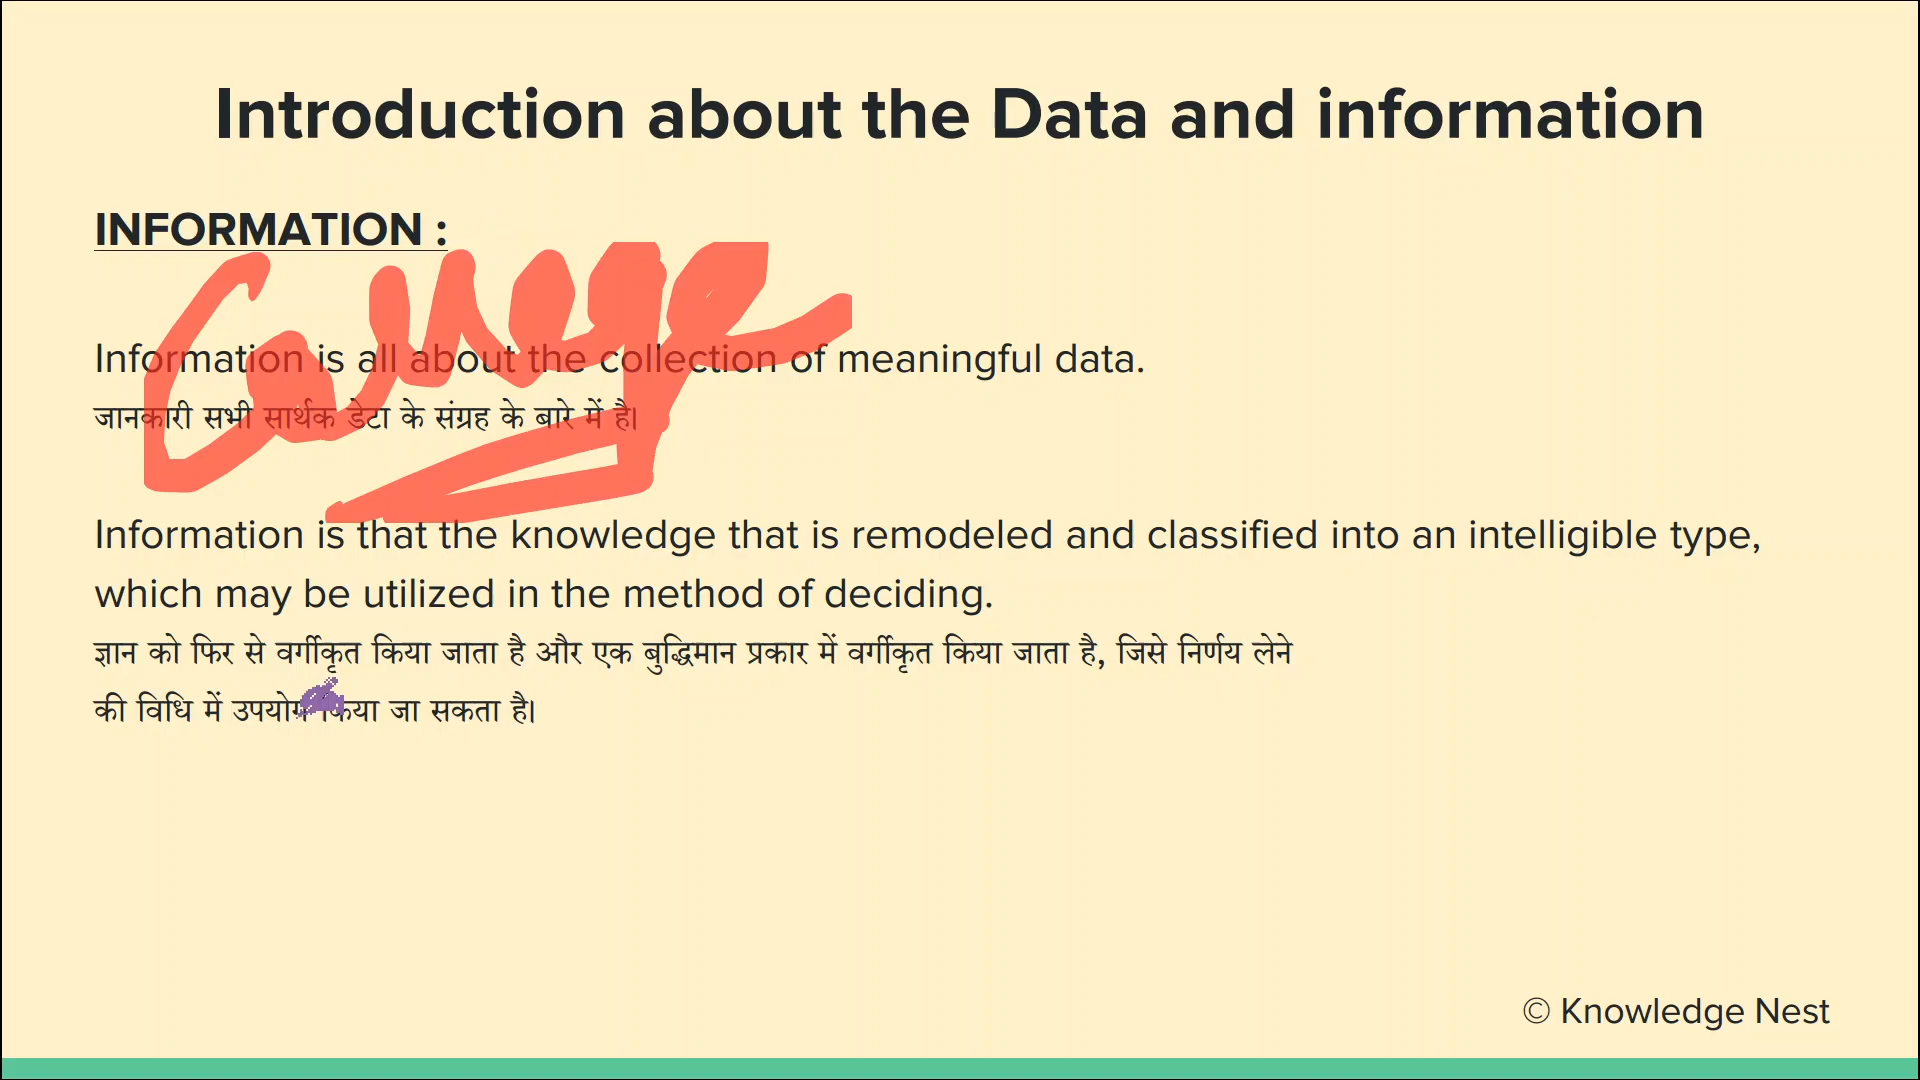 Introduction about the Data and information
INFORMATION :
Information is all about the collection of meaningful data.
जानकारी सभी सार्थक डेटा के संग्रह के बारे में है।
Information is that the knowledge that is remodeled and classified into an intelligible type,
which may be utilized in the method of deciding.
ज्ञान को फिर से वर्गीकृत किया जाता है और एक बुद्धिमान प्रकार में वर्गीकृत किया जाता है, जिसे निर्णय लेने
की विधि में उपयोग किया जा सकता है।
© Knowledge Nest